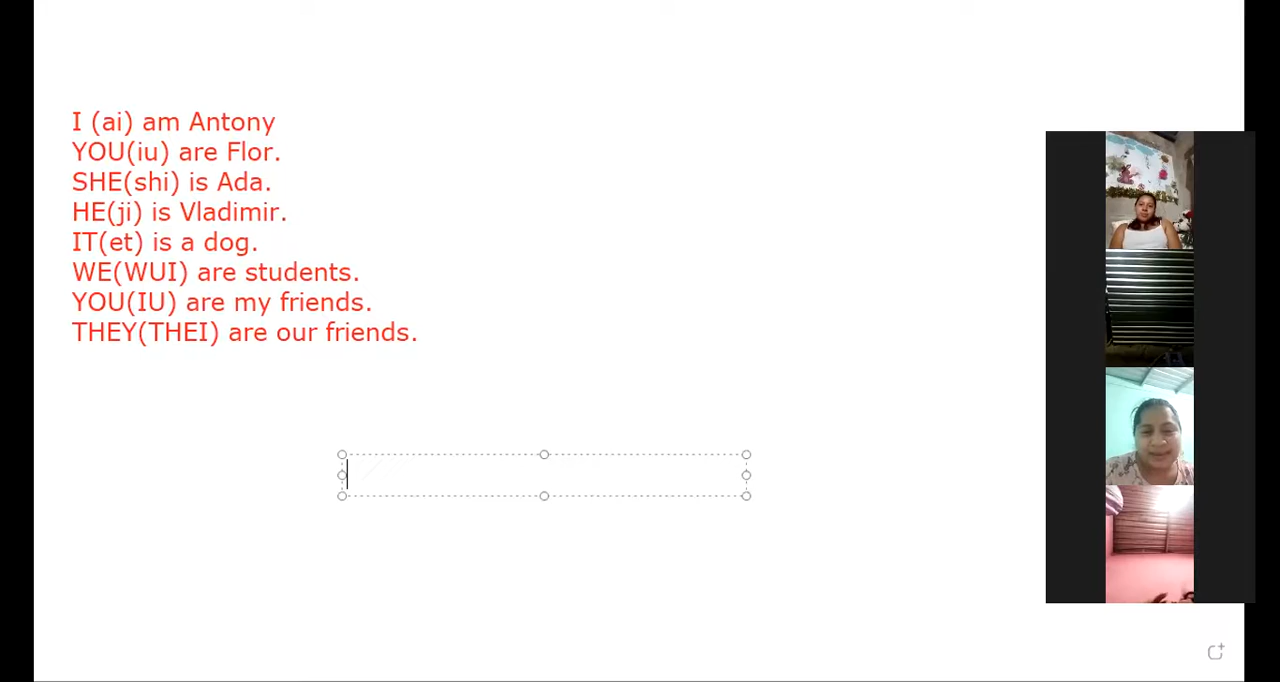 I (ai) am Antony
YOU(iu) are Flor.
SHE(shi) is Ada.
HE(ji) is Vladimir.
IT(et) is a dog.
WE(WUI) are students.
YOU(IU) are my friends.
THEY(THEI) are our friends.